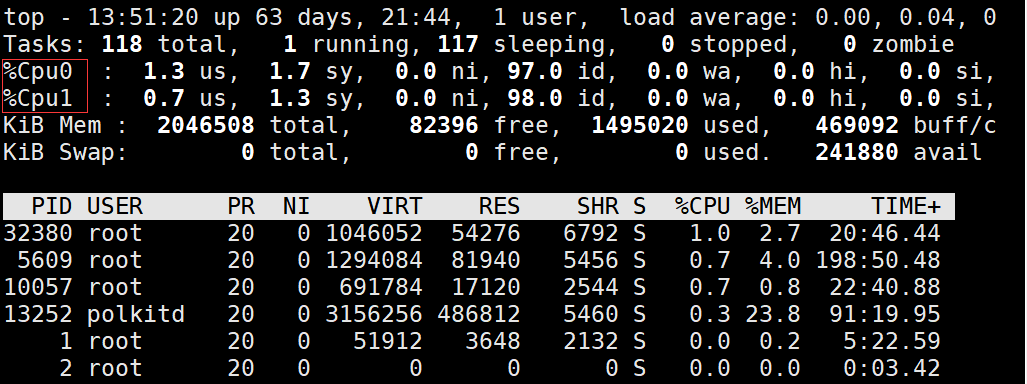 top - 13:51:20 up 63 days, 21:44,  1 user,  load average: 0.00, 0.04, 0
Tasks: 118 total,   1 running, 117 sleeping,   0 stopped,   0 zombie
%Cpu0  :  1.3 us,  1.7 sy,  0.0 ni, 97.0 id,  0.0 wa,  0.0 hi,  0.0 si,
%Cpu1  :  0.7 us,  1.3 sy,  0.0 ni, 98.0 id,  0.0 wa,  0.0 hi,  0.0 si,
KiB Mem :  2046508 total,    82396 free,  1495020 used,   469092 buff/c
KiB Swap:        0 total,        0 free,        0 used.   241880 avail
  PID USER      PR  NI    VIRT    RES    SHR S  %CPU %MEM     TIME+
32380 root      20   0 1046052  54276   6792 S   1.0  2.7  20:46.44
 5609 root      20   0 1294084  81940   5456 S   0.7  4.0 198:50.48
10057 root      20   0  691784  17120   2544 S   0.7  0.8  22:40.88
13252 polkitd   20   0 3156256 486812   5460 S   0.3 23.8  91:19.95
    1 root      20   0   51912   3648   2132 S   0.0  0.2   5:22.59
    2 root      20   0       0      0      0 S   0.0  0.0   0:03.42